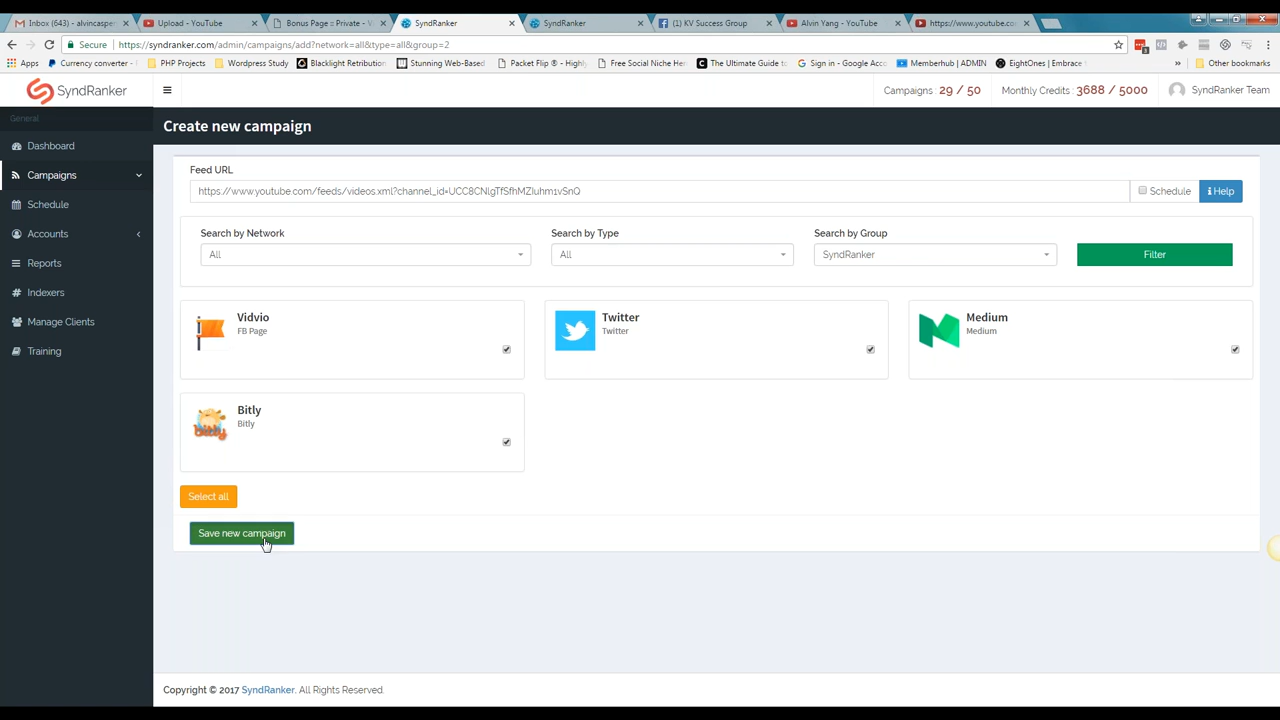 Inbox (643) - alvincasper
Upload - YouTube
Bonus Page :: Private - V
SyndRanker
SyndRanker
(1) KV Success Group
Alvin Yang - YouTube
https://www.youtube.co
Secure
https://syndranker.com/admin/campaigns/add?network=all&type=all&group=2
Apps
Currency converter -
PHP Projects
Wordpress Study
Blacklight Retribution
Stunning Web-Based
Packet Flip ® - Highly
Free Social Niche Her
The Ultimate Guide to
Sign in - Google Acco
Memberhub | ADMIN
EightOnes | Embrace
Other bookmarks
SyndRanker
Campaigns : 29 / 50
Monthly Credits : 3688 / 5000
SyndRanker Team
General
Create new campaign
Dashboard
Campaigns
Schedule
Accounts
Reports
Indexers
Manage Clients
Training
Feed URL
https://www.youtube.com/feeds/videos.xml?channel_id=UCC8CNlgTfSfhMZIuhm1vSnQ
Schedule
Help
Search by Network
Search by Type
Search by Group
All
All
SyndRanker
Filter
Vidvio
FB Page
Twitter
Twitter
Medium
Medium
Bitly
Bitly
bitly
Select all
Save new campaign
Copyright © 2017 SyndRanker. All Rights Reserved.